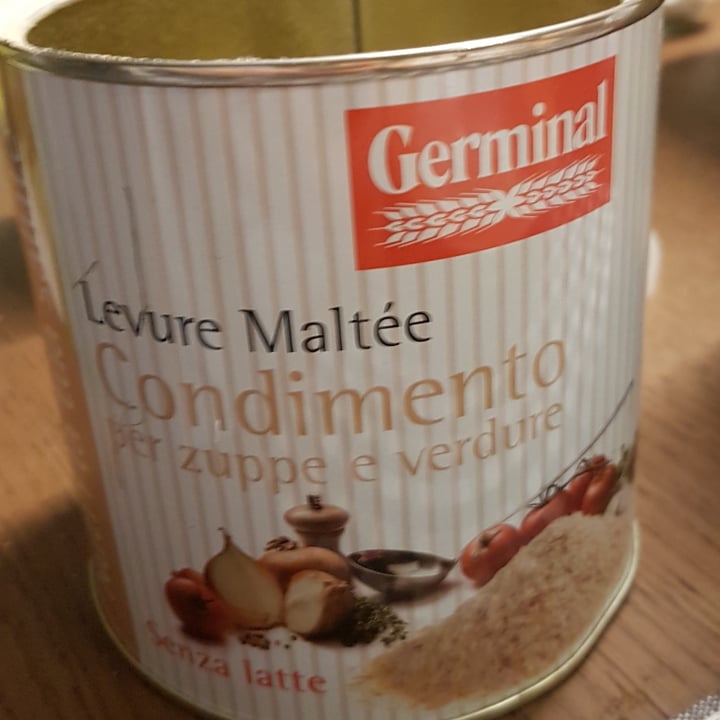 Germinal
Levure Maltée
Condimento
per zuppe e verdure
Senza latte